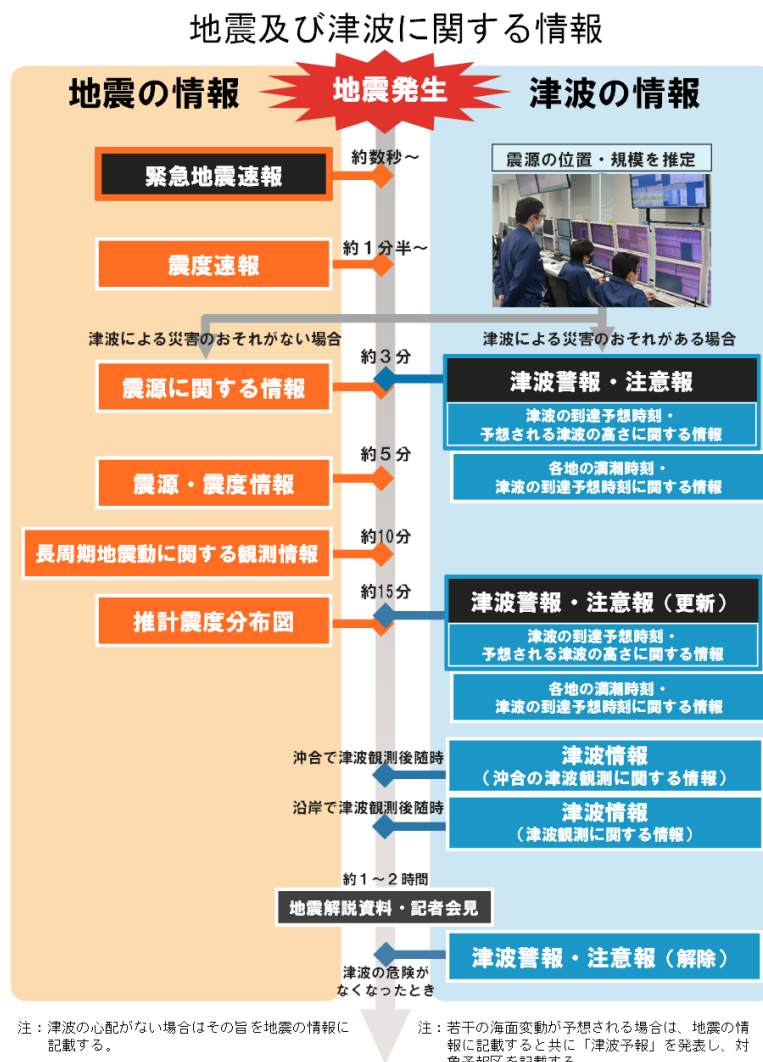 地震及び津波に関する情報
地震の情報
地震発生
津波の情報
約数秒～
緊急地震速報
震源の位置・規模を推定
約１分半～
震度速報
津波による災害のおそれがない場合
津波による災害のおそれがある場合
約３分
震源に関する情報
津波警報・注意報
津波の到達予想時刻・
予想される津波の高さに関する情報
各地の満潮時刻・
津波の到達予想時刻に関する情報
約５分
震源・震度情報
約10分
長周期地震動に関する観測情報
約15分
推計震度分布図
津波警報・注意報（更新）
津波の到達予想時刻・
予想される津波の高さに関する情報
各地の満潮時刻・
津波の到達予想時刻に関する情報
沖合で津波観測後随時
津波情報
（沖合の津波観測に関する情報）
沿岸で津波観測後随時
津波情報
（津波観測に関する情報）
約１～２時間
地震解説資料・記者会見
津波警報・注意報（解除）
津波の危険が
なくなったとき
注：津波の心配がない場合はその旨を地震の情報に
記載する。
注：若干の海面変動が予想される場合は、地震の情
報に記載すると共に「津波予報」を発表し、対
象予報区を記載する